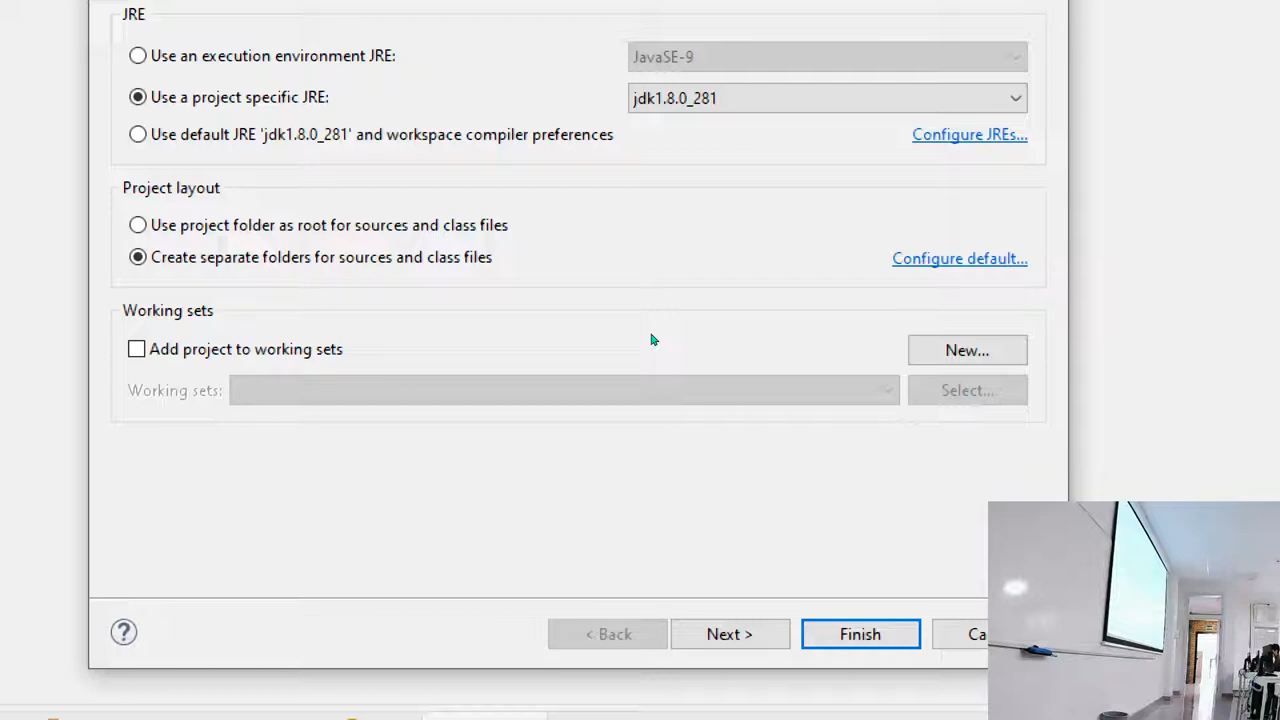 JRE
Use an execution environment JRE:
JavaSE-9
Use a project specific JRE:
jdk1.8.0_281
Use default JRE 'jdk1.8.0_281' and workspace compiler preferences
Configure JREs...
Project layout
Use project folder as root for sources and class files
Create separate folders for sources and class files
Configure default...
Working sets
Add project to working sets
New...
Working sets:
Select...
?
< Back
Next >
Finish
Ca